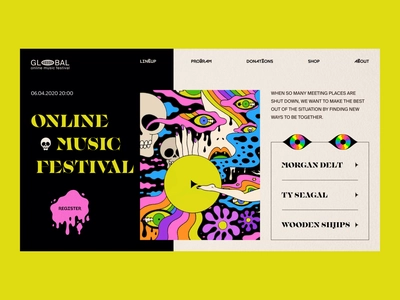 GLOBAL
online music festival
LINEUP
PROGRAM
DONATIONS
SHOP
ABOUT
06.04.2020 20:00
ONLINE
MUSIC
FESTIVAL
REGISTER
WHEN SO MANY MEETING PLACES ARE
SHUT DOWN, WE WANT TO MAKE THE BEST
OUT OF THE SITUATION BY FINDING NEW
WAYS TO BE TOGETHER.
MORGAN DELT
TY SEAGAL
WOODEN SHJIPS